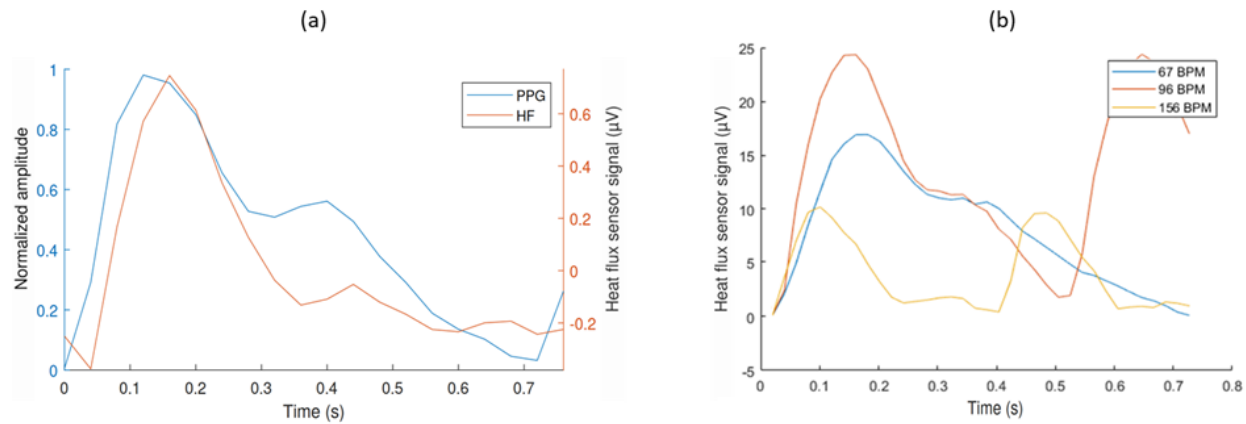 (a)
1
0.8
0.6
0.4
0.2
0
Normalized amplitude
PPG
HF
0.6
0.4
0.2
0
-0.2
Heat flux sensor signal (µV)
0
0.1
0.2
0.3
0.4
0.5
0.6
0.7
Time (s)
(b)
25
20
15
10
5
0
-5
Heat flux sensor signal (µV)
67 BPM
96 BPM
156 BPM
0
0.1
0.2
0.3
0.4
0.5
0.6
0.7
0.8
Time (s)